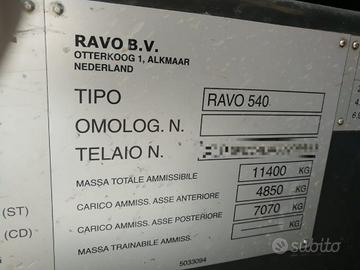 RAVO B.V.
OTTERKOOG 1, ALKMAAR
NEDERLAND
TIPO RAVO 540
OMOLOG. N.
TELAIO N.
MASSA TOTALE AMMISSIBILE 11400 KG
CARICO AMMISS. ASSE ANTERIORE 4850 KG
CARICO AMMISS. ASSE POSTERIORE 7070 KG
MASSA TRAINABILE AMMISS. KG
(ST)
(CD)
5033094
subito